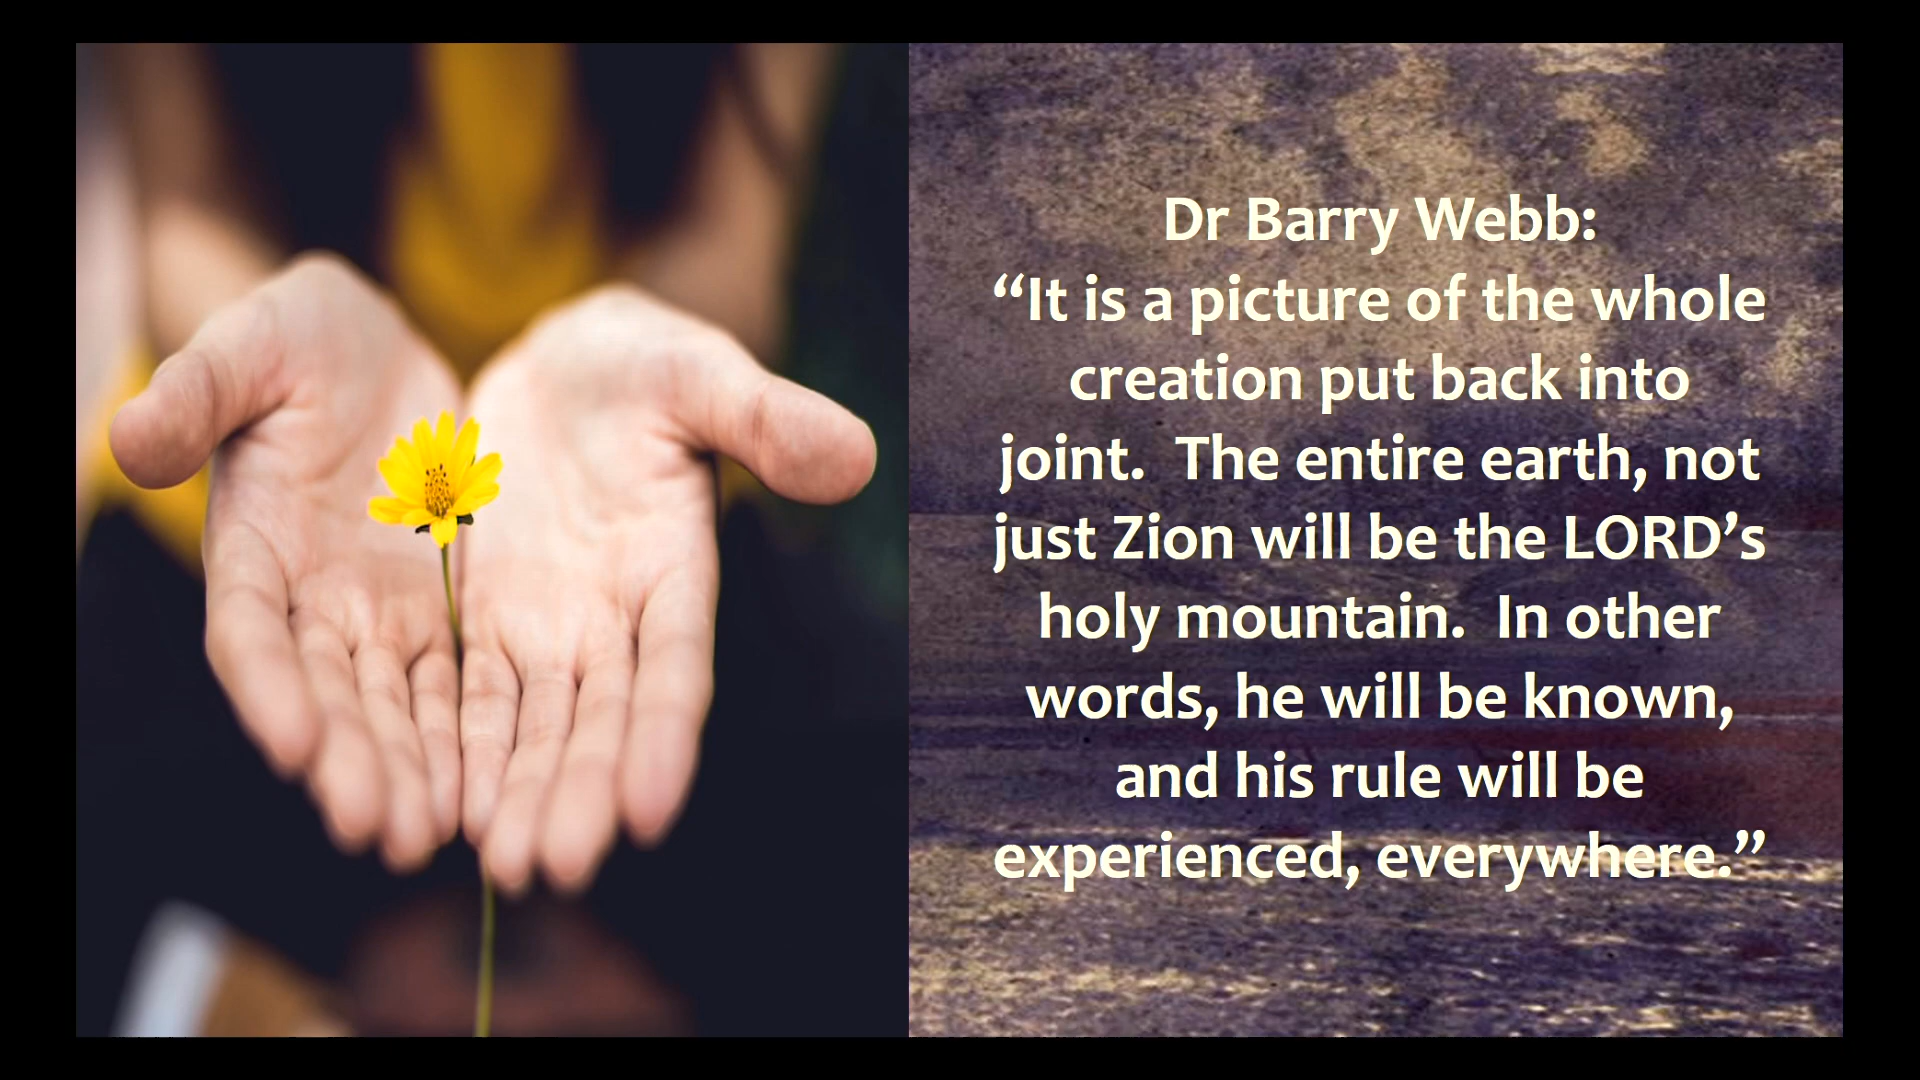 Dr Barry Webb:
“It is a picture of the whole
creation put back into
joint.  The entire earth, not
just Zion will be the LORD’s
holy mountain.  In other
words, he will be known,
and his rule will be
experienced, everywhere.”